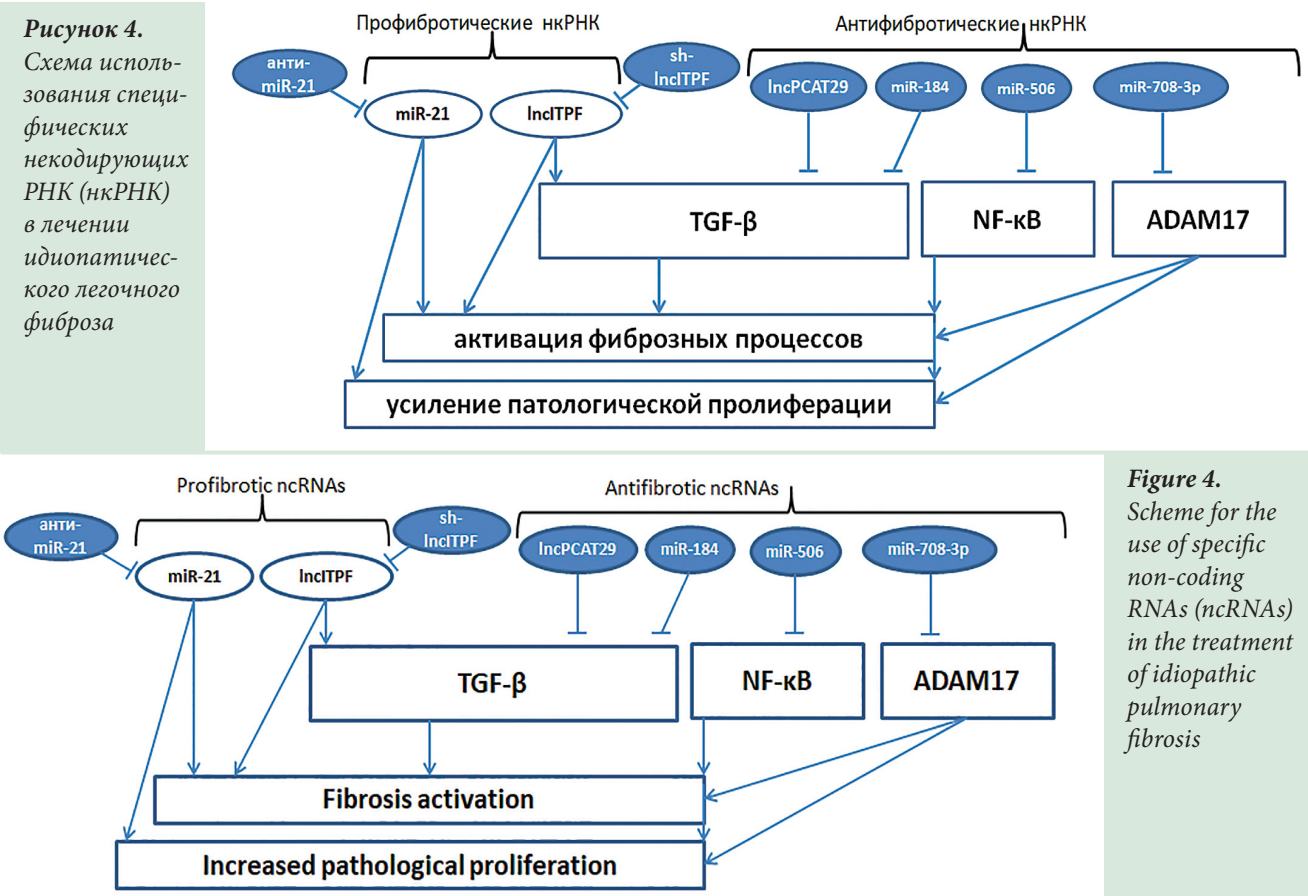 Рисунок 4.
Схема исполь-
зования специ-
фических
некодирующих
РНК (нкРНК)
в лечении
идиопатичес-
кого легочного
фиброза
Профибротические нкРНК
Антифибротические нкРНК
анти-
miR-21
sh-
lncITPF
miR-21
lncITPF
lncPCAT29
miR-184
miR-506
miR-708-3p
TGF-β
NF-κB
ADAM17
активация фиброзных процессов
усиление патологической пролиферации
Profibrotic ncRNAs
Antifibrotic ncRNAs
анти-
miR-21
sh-
lncITPF
miR-21
lncITPF
lncPCAT29
miR-184
miR-506
miR-708-3p
TGF-β
NF-κB
ADAM17
Fibrosis activation
Increased pathological proliferation
Figure 4.
Scheme for the
use of specific
non-coding
RNAs (ncRNAs)
in the treatment
of idiopathic
pulmonary
fibrosis